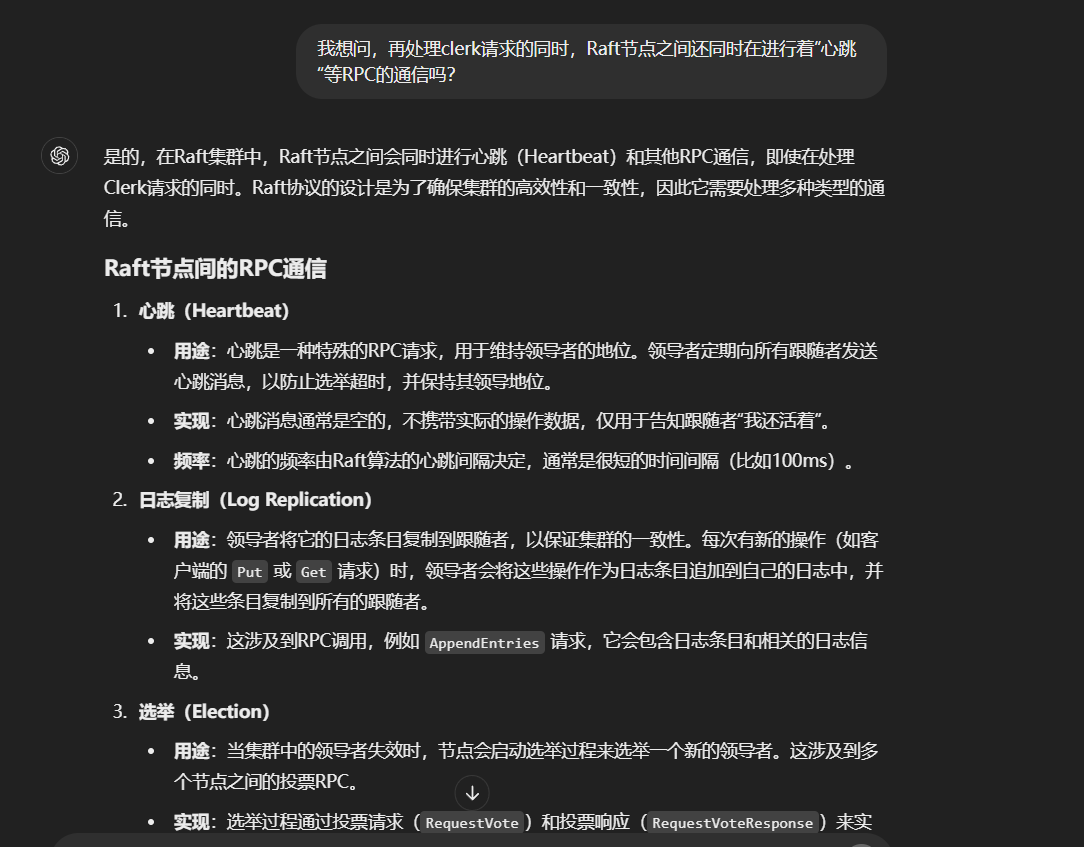 我想问，再处理clerk请求的同时，Raft节点之间还同时在进行着“心跳
“等RPC的通信吗？
是的，在Raft集群中，Raft节点之间会同时进行心跳（Heartbeat）和其他RPC通信，即使在处理
Clerk请求的同时。Raft协议的设计是为了确保集群的高效性和一致性，因此它需要处理多种类型的通
信。
Raft节点间的RPC通信
1. 心跳（Heartbeat）
• 用途：心跳是一种特殊的RPC请求，用于维持领导者的地位。领导者定期向所有跟随者发送
心跳消息，以防止选举超时，并保持其领导地位。
• 实现：心跳消息通常是空的，不携带实际的操作数据，仅用于告知跟随者“我还活着”。
• 频率：心跳的频率由Raft算法的心跳间隔决定，通常是很短的时间间隔（比如100ms）。
2. 日志复制（Log Replication）
• 用途：领导者将它的日志条目复制到跟随者，以保证集群的一致性。每次有新的操作（如客
户端的 Put 或 Get 请求）时，领导者会将这些操作作为日志条目追加到自己的日志中，并
将这些条目复制到所有的跟随者。
• 实现：这涉及到RPC调用，例如 AppendEntries 请求，它会包含日志条目和相关的日志信
息。
3. 选举（Election）
• 用途：当集群中的领导者失效时，节点会启动选举过程来选举一个新的领导者。这涉及到多
个节点之间的投票RPC。
• 实现：选举过程通过投票请求（ RequestVote ）和投票响应（ RequestVoteResponse ）来实